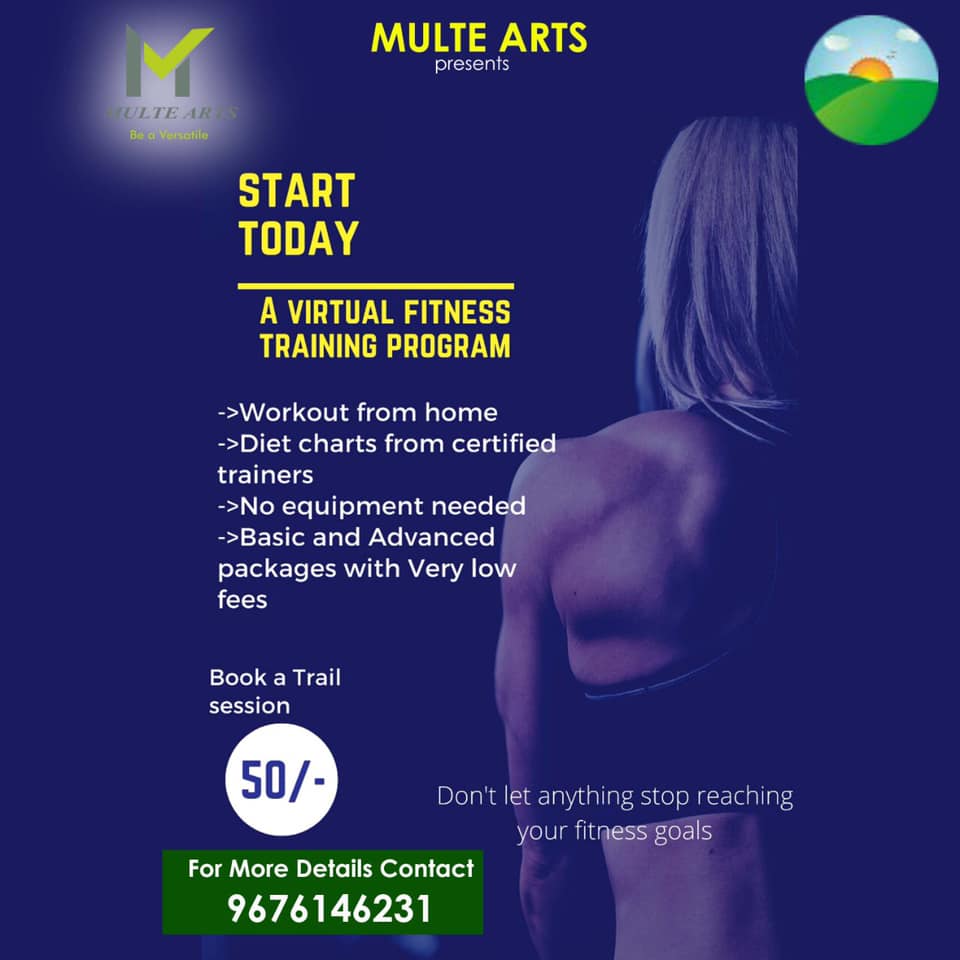 MULTE ARTS
presents
MULTE ARTS
Be a Versatile
START
TODAY
A VIRTUAL FITNESS
TRAINING PROGRAM
->Workout from home
->Diet charts from certified
trainers
->No equipment needed
->Basic and Advanced
packages with Very low
fees
Book a Trail
session
50/-
Don't let anything stop reaching
your fitness goals
For More Details Contact
9676146231